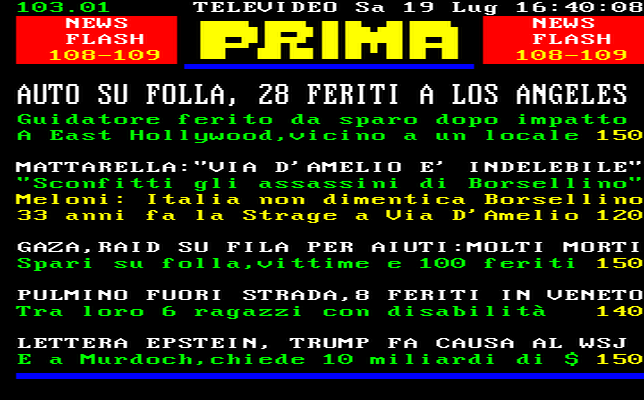 103.01 TELEVIDEO Sa 19 Lug 16:40:08
NEWS FLASH 108-109
PRIMA
NEWS FLASH 108-109
AUTO SU FOLLA, 28 FERITI A LOS ANGELES
Guidatore ferito da sparo dopo impatto
A East Hollywood,vicino a un locale 150
MATTARELLA:"VIA D'AMELIO E' INDELEBILE"
"Sconfitti gli assassini di Borsellino"
Meloni: Italia non dimentica Borsellino
33 anni fa la Strage a Via D'Amelio 120
GAZA,RAID SU FILA PER AIUTI:MOLTI MORTI
Spari su folla,vittime e 100 feriti 150
PULMINO FUORI STRADA,8 FERITI IN VENETO
Tra loro 6 ragazzi con disabilità 140
LETTERA EPSTEIN, TRUMP FA CAUSA AL WSJ
E a Murdoch,chiede 10 miliardi di $ 150